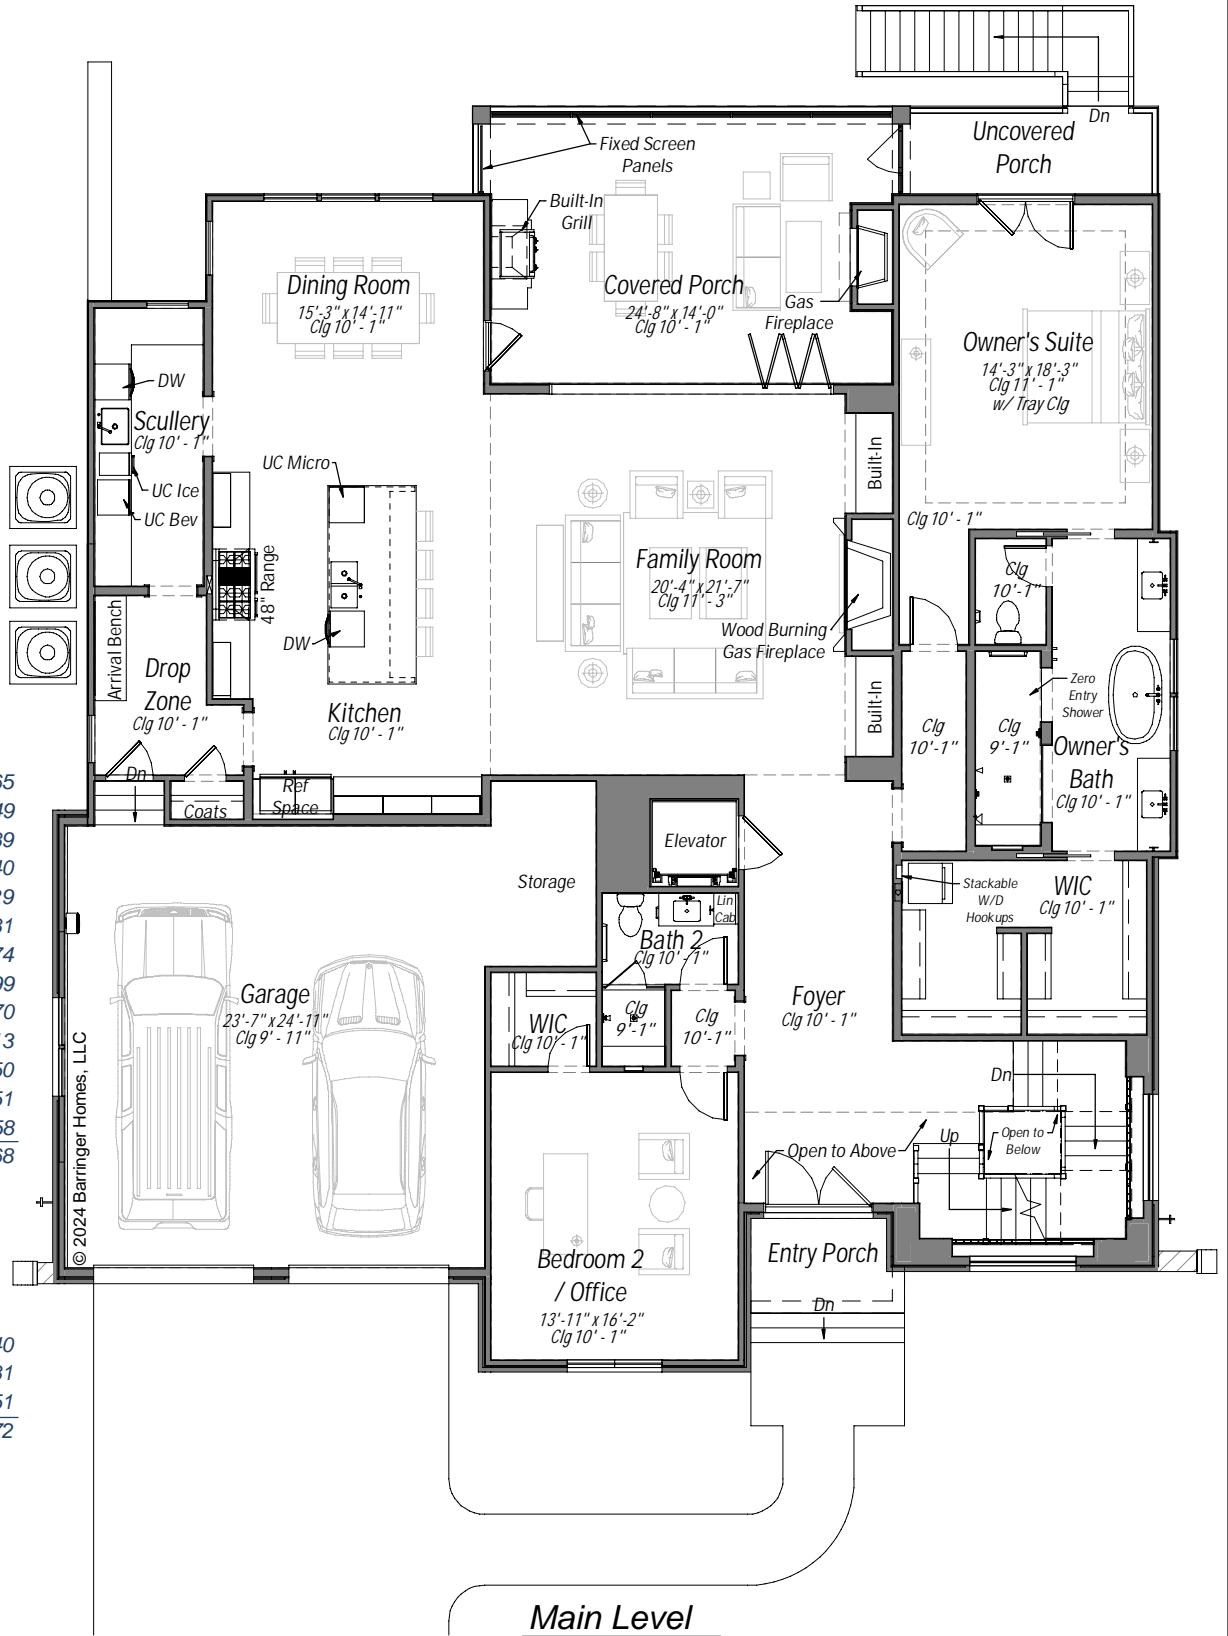 Dn
Uncovered
Porch
Fixed Screen
Panels
Built-In
Grill
Dining Room
15'-3" x 14'-11"
Clg 10' - 1"
Covered Porch
24'-8" x 14'-0"
Clg 10' - 1"
Gas
Fireplace
Owner's Suite
14'-3" x 18'-3"
Clg 11' - 1"
w/ Tray Clg
Clg 10' - 1"
DW
Scullery
Clg 10' - 1"
UC Ice
UC Bev
UC Micro
48" Range
DW
Built-In
Family Room
20'-4" x 21'-7"
Clg 11' - 3"
Wood Burning
Gas Fireplace
Built-In
Clg
10'-1"
Arrival Bench
Drop
Zone
Clg 10' - 1"
Kitchen
Clg 10' - 1"
Clg
10'-1"
Clg
9'-1"
Zero
Entry
Shower
Owner's
Bath
Clg 10' - 1"
Dn
Coats
Ref
Space
Elevator
Storage
Lin
Cab
Bath 2
Clg 10' - 1"
Stackable
W/D
Hookups
WIC
Clg 10' - 1"
Garage
23'-7" x 24'-11"
Clg 9' - 11"
WIC
Clg 10' - 1"
Clg
9'-1"
Clg
10'-1"
Foyer
Clg 10' - 1"
© 2024 Barringer Homes, LLC
Dn
Up
Open to
Below
Open to Above
Entry Porch
Dn
Bedroom 2
/ Office
13'-11" x 16'-2"
Clg 10' - 1"
Main Level